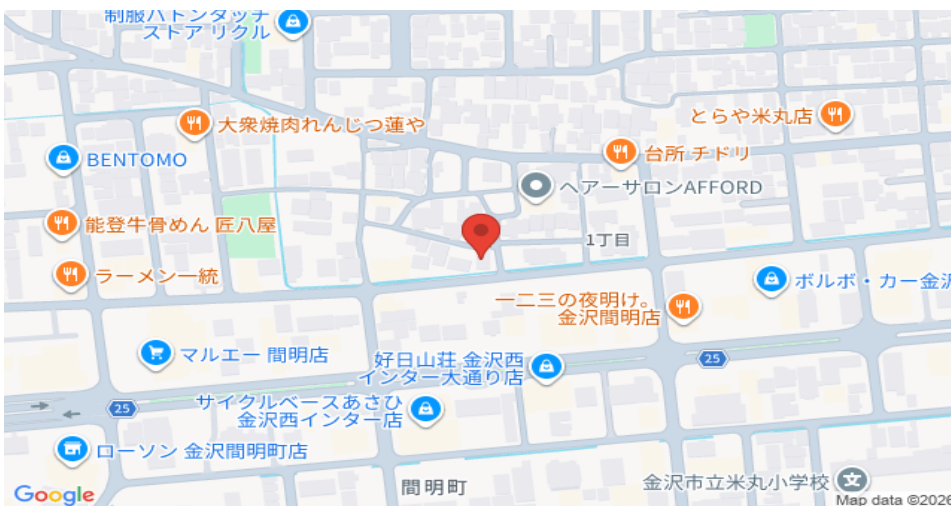 制服バトンタッチ
ストア リクル
大衆焼肉れんじつ蓮や
とらや米丸店
BENTOMO
台所 チドリ
ヘアーサロンAFFORD
能登牛骨めん 匠八屋
1丁目
ラーメン一統
ボルボ・カー金沢
一二三の夜明け。
金沢間明店
マルエー 間明店
好日山荘 金沢西
インター大通り店
25
25
サイクルベースあさひ
金沢西インター店
ローソン 金沢間明町店
間明町
金沢市立米丸小学校
文
Google
Map data ©2026